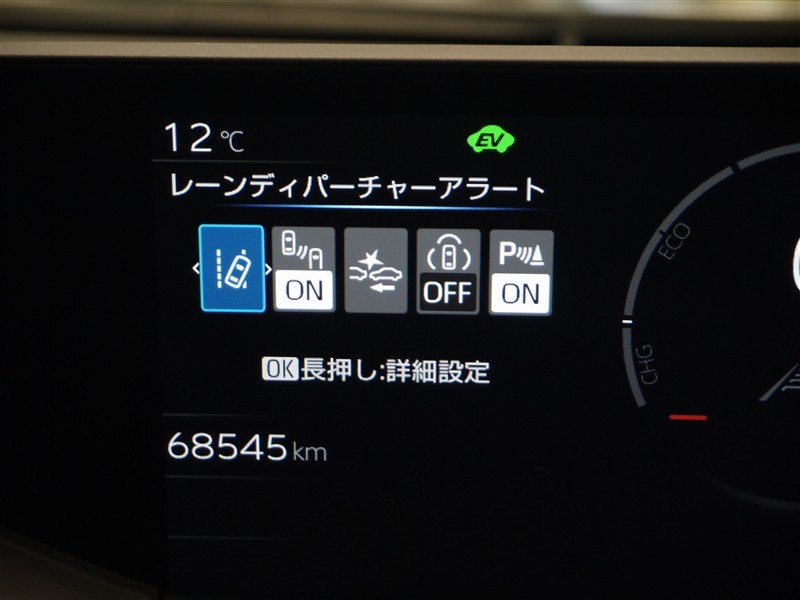 12℃
EV
レーンディパーチャーアラート
ON
OFF
P
ON
OK長押し:詳細設定
68545km
ECO
CHG